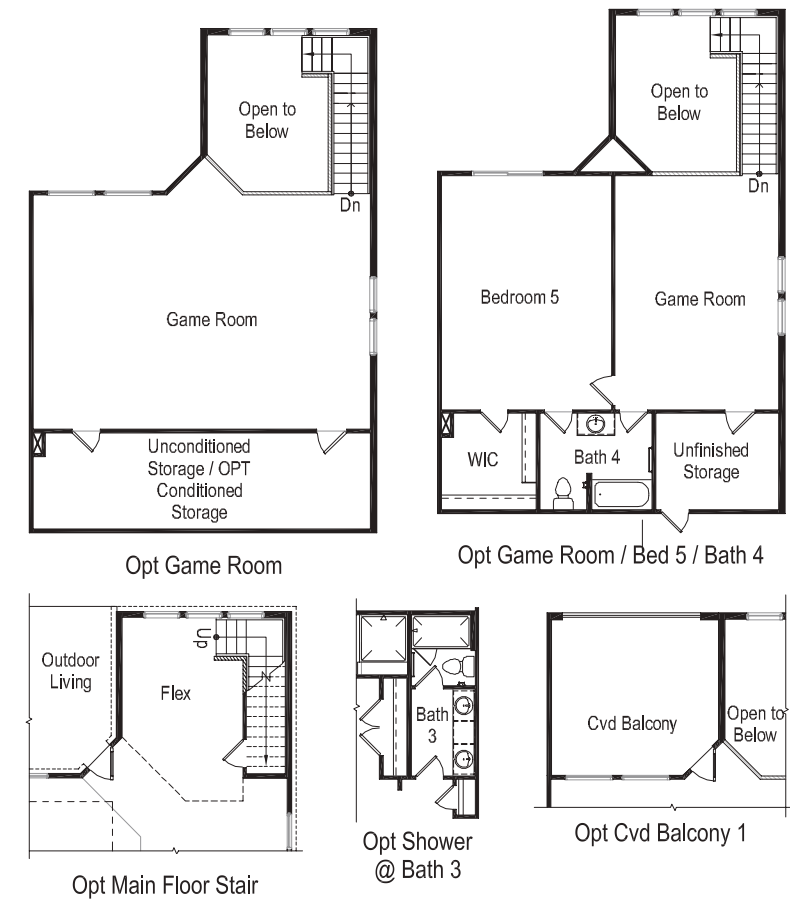 Open to
Below
Dn
Game Room
Unconditioned
Storage / OPT
Conditioned
Storage
Opt Game Room
Open to
Below
Dn
Bedroom 5
Game Room
WIC
Bath 4
Unfinished
Storage
Opt Game Room / Bed 5 / Bath 4
Outdoor
Living
Flex
dn
Opt Main Floor Stair
Bath
3
Opt Shower
@ Bath 3
Cvd Balcony
Open to
Below
Opt Cvd Balcony 1